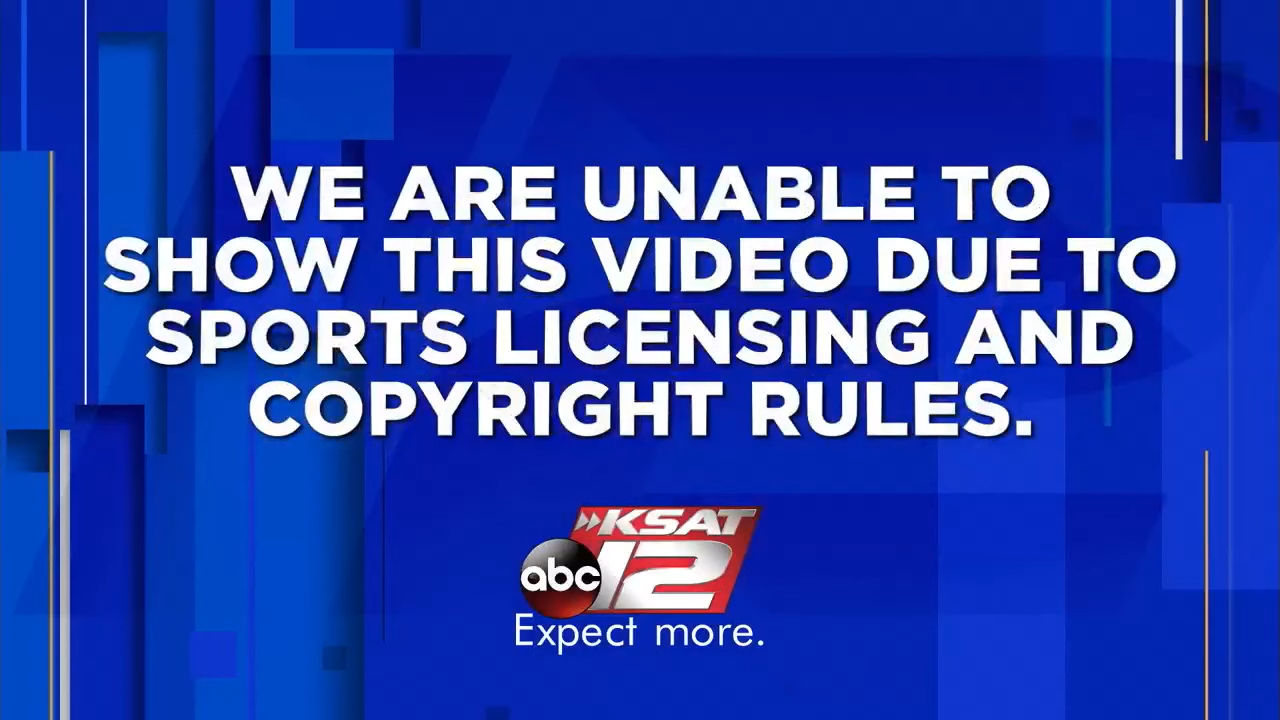 WE ARE UNABLE TO
SHOW THIS VIDEO DUE TO
SPORTS LICENSING AND
COPYRIGHT RULES.
KSAT
abc 12
Expect more.